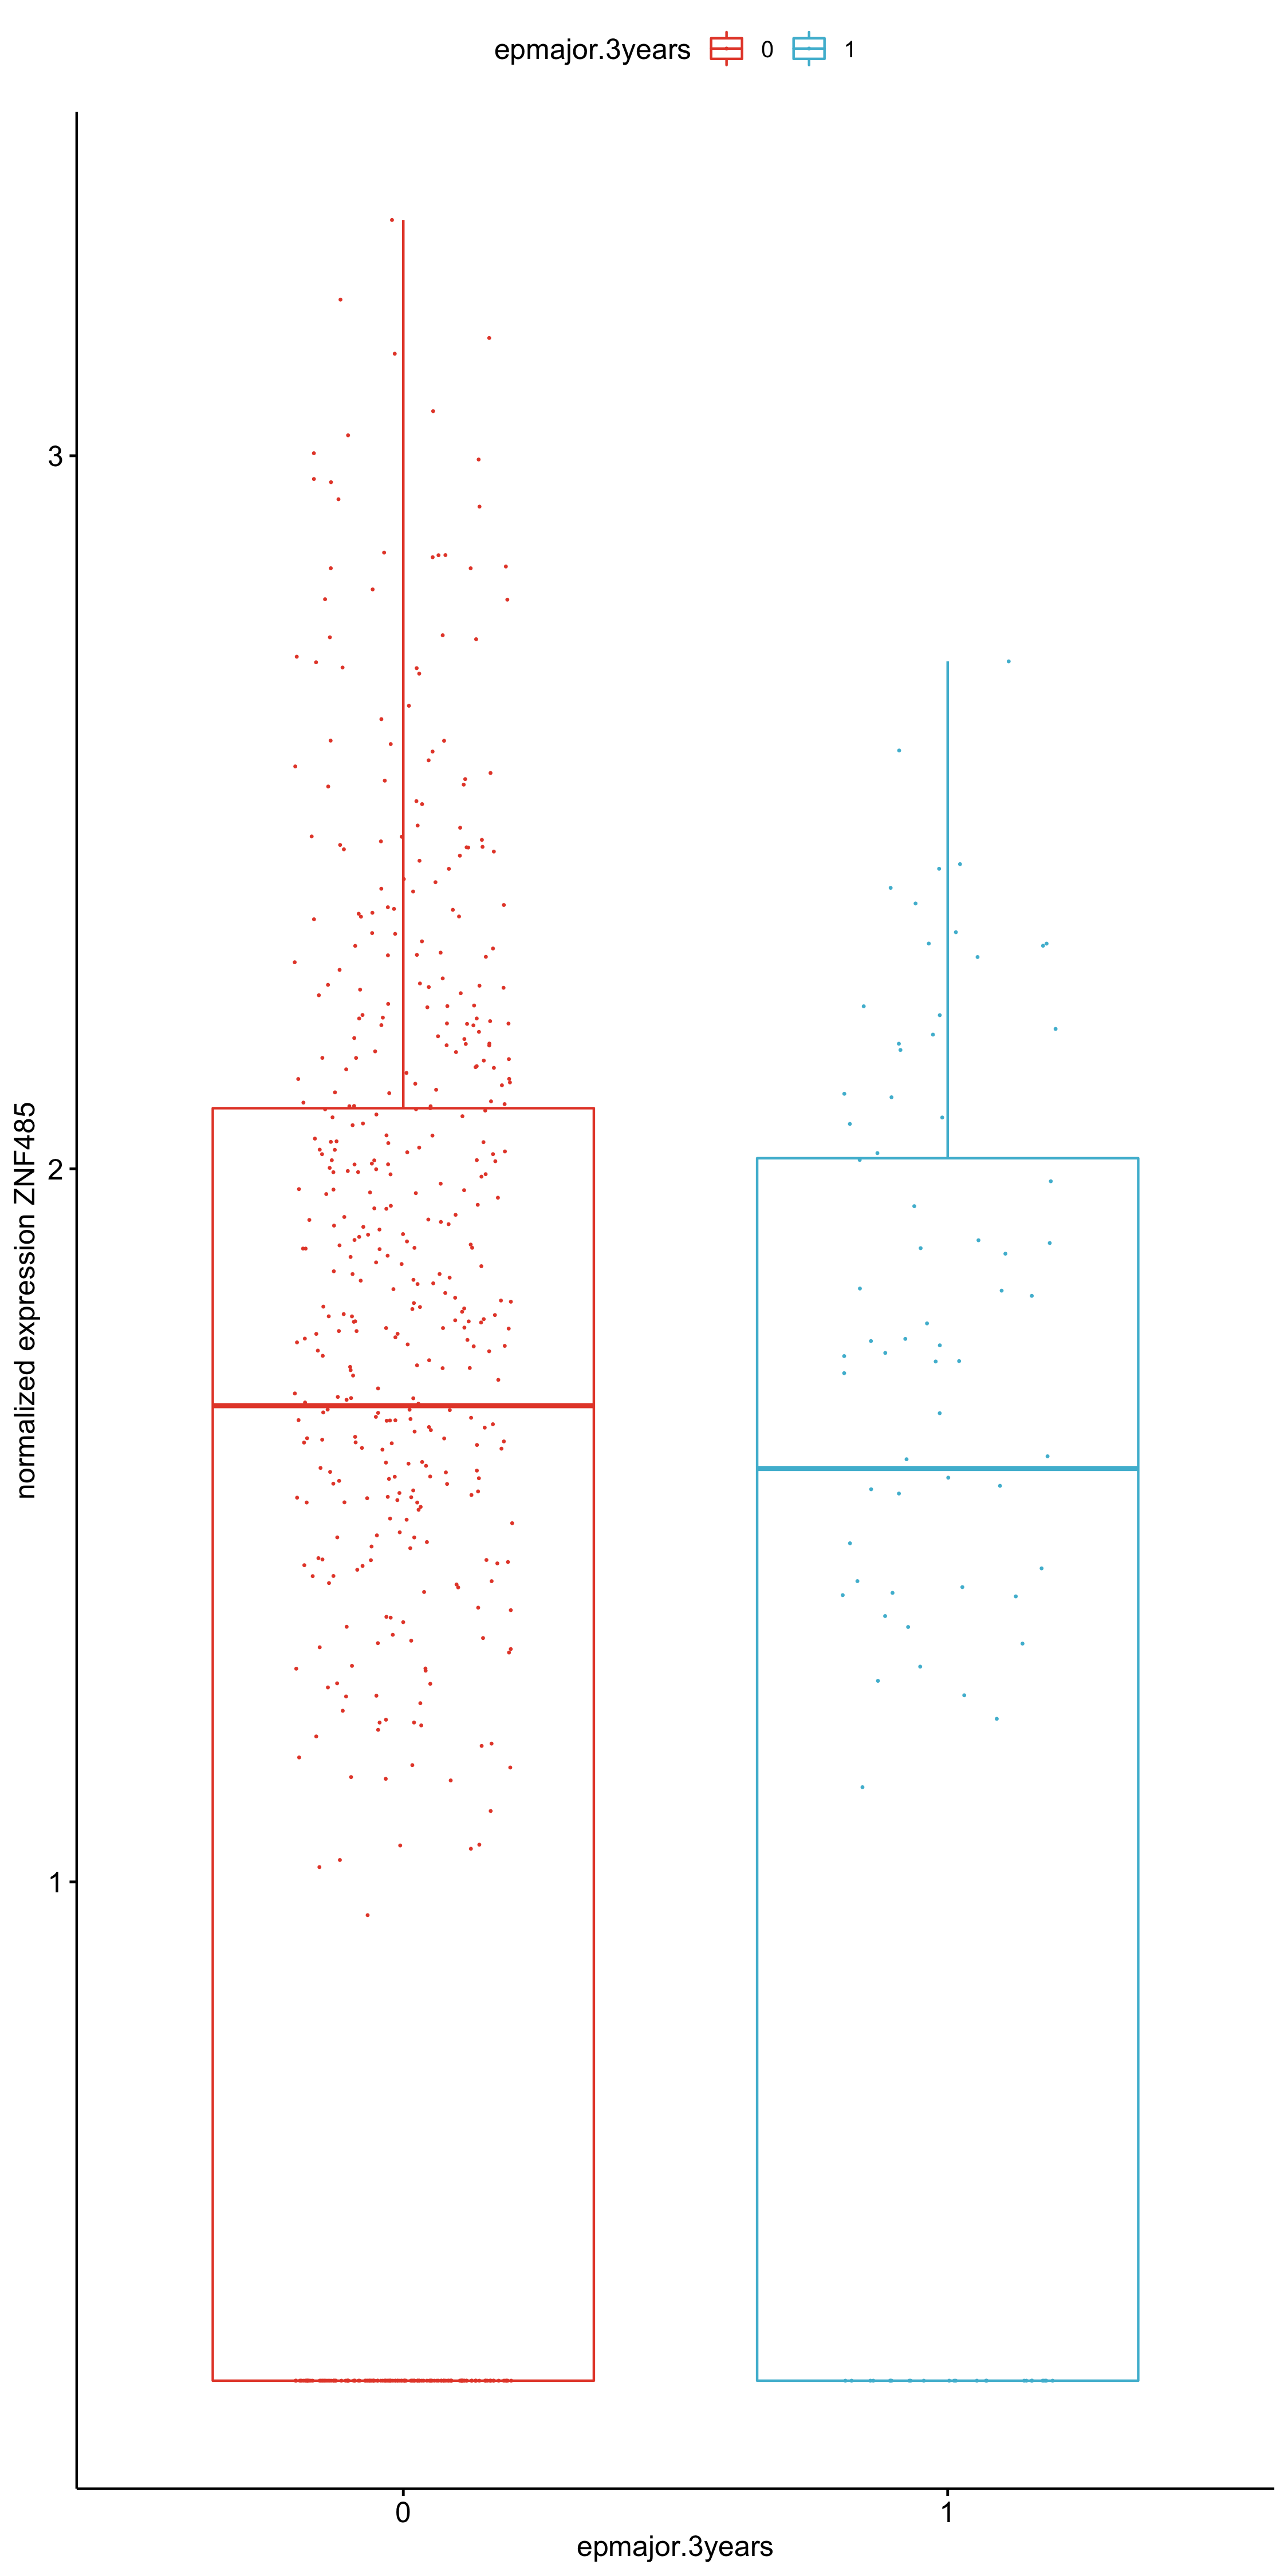 epmajor.3years 0 1
normalized expression ZNF485
3
2
1
0 1
epmajor.3years